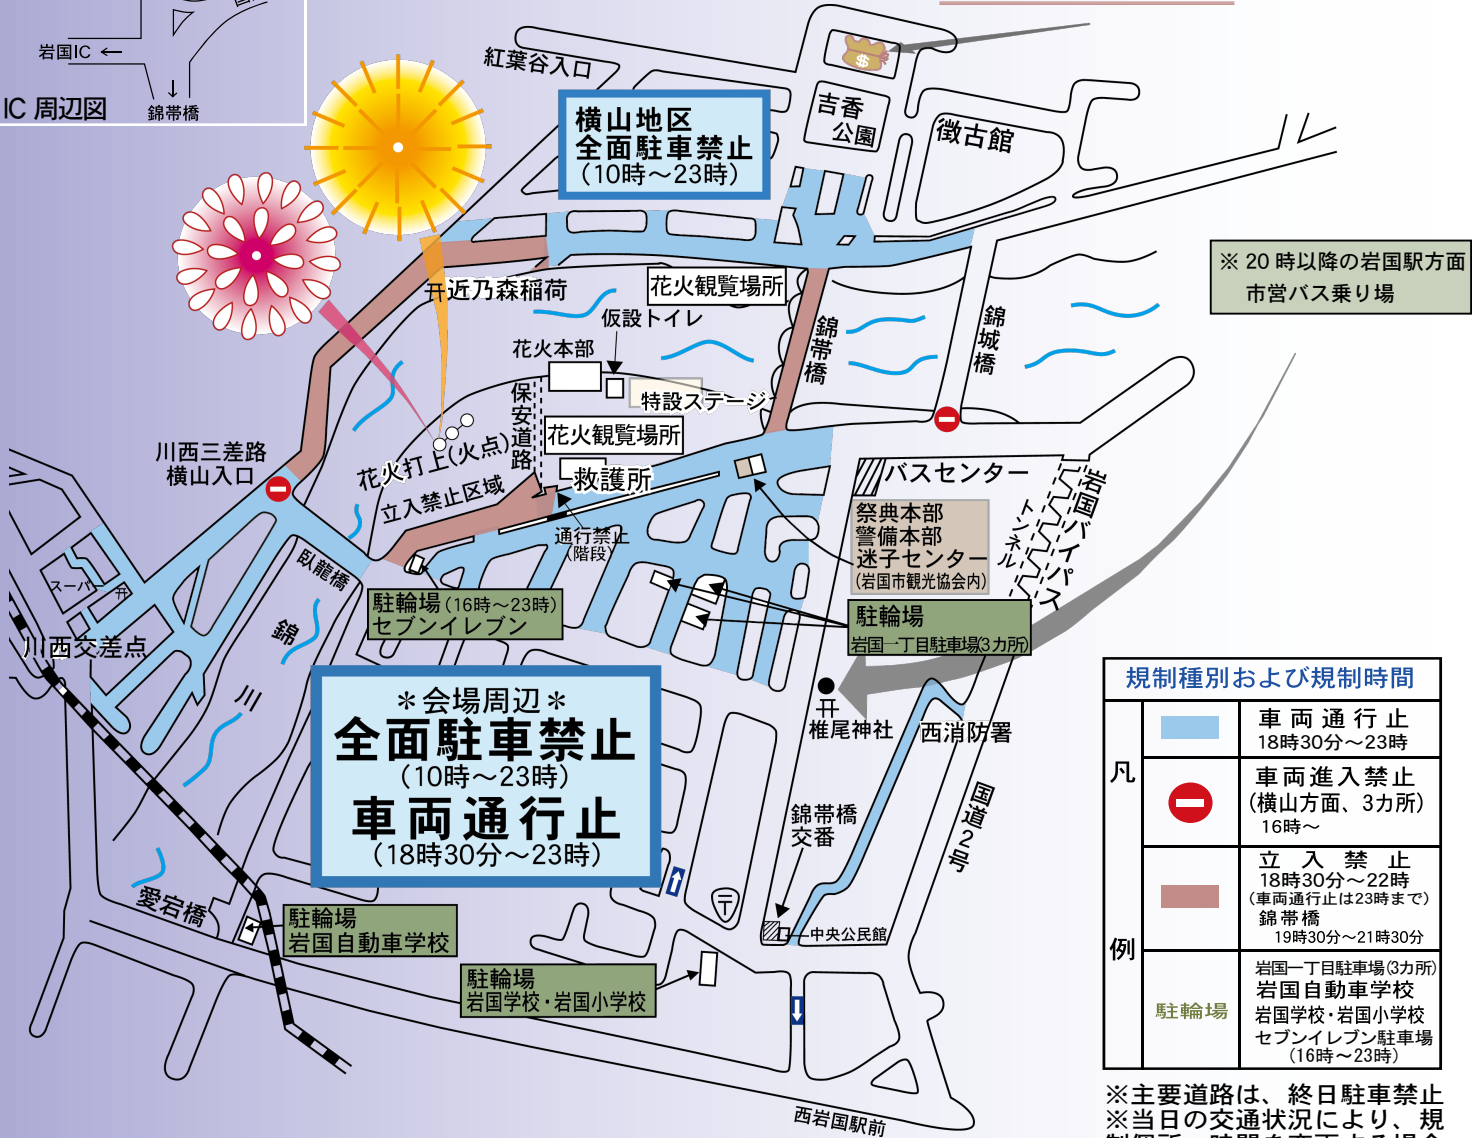 岩国IC ←
IC 周辺図
錦帯橋
紅葉谷入口
横山地区
全面駐車禁止
(10時～23時)
吉香
公園
徴古館
※ 20 時以降の岩国駅方面
市営バス乗り場
近乃森稲荷
花火観覧場所
仮設トイレ
花火本部
特設ステージ
保安道路
花火観覧場所
救護所
錦帯橋
錦城橋
川西三差路
横山入口
花火打上(火点)
立入禁止区域
通行禁止
(階段)
バスセンター
祭典本部
警備本部
迷子センター
(岩国市観光協会内)
岩国バイパス
トンネル
スーパー
臥龍橋
川西交差点
錦
川
駐輪場(16時～23時)
セブンイレブン
駐輪場
岩国一丁目駐車場(3カ所)
＊会場周辺＊
全面駐車禁止
(10時～23時)
車両通行止
(18時30分～23時)
椎尾神社
西消防署
国道2号
錦帯橋
交番
中央公民館
愛宕橋
駐輪場
岩国自動車学校
駐輪場
岩国学校・岩国小学校
〒
西岩国駅前
規制種別および規制時間
凡
例
車両通行止
18時30分～23時
車両進入禁止
(横山方面、3カ所)
16時～
立入禁止
18時30分～22時
(車両通行止は23時まで)
錦帯橋
19時30分～21時30分
駐輪場
岩国一丁目駐車場(3カ所)
岩国自動車学校
岩国学校・岩国小学校
セブンイレブン駐車場
(16時～23時)
※主要道路は、終日駐車禁止
※当日の交通状況により、規